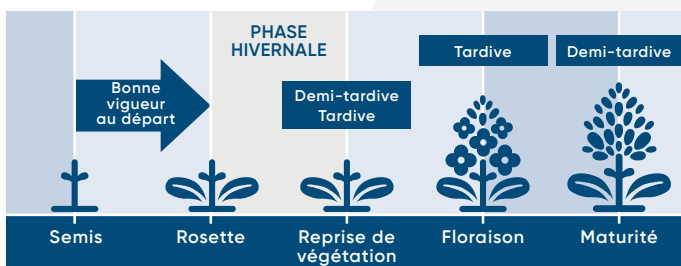 PHASE
HIVERNALE
Tardive
Demi-tardive
Bonne
vigueur
au départ
Demi-tardive
Tardive
Semis
Rosette
Reprise de
végétation
Floraison
Maturité